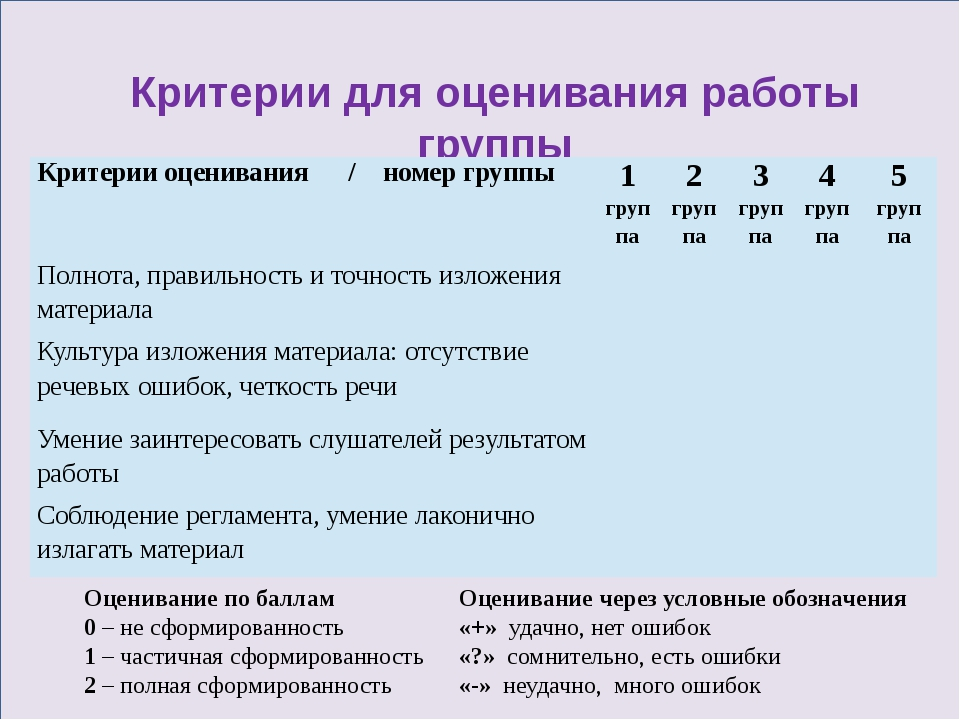 Критерии для оценивания работы
группы
Критерии оценивания / номер группы
1 2 3 4 5
груп груп груп груп груп
па па па па па
Полнота, правильность и точность изложения
материала
Культура изложения материала: отсутствие
речевых ошибок, четкость речи
Умение заинтересовать слушателей результатом
работы
Соблюдение регламента, умение лаконично
излагать материал
Оценивание по баллам
0 – не сформированность
1 – частичная сформированность
2 – полная сформированность
Оценивание через условные обозначения
«+» удачно, нет ошибок
«?» сомнительно, есть ошибки
«-» неудачно, много ошибок